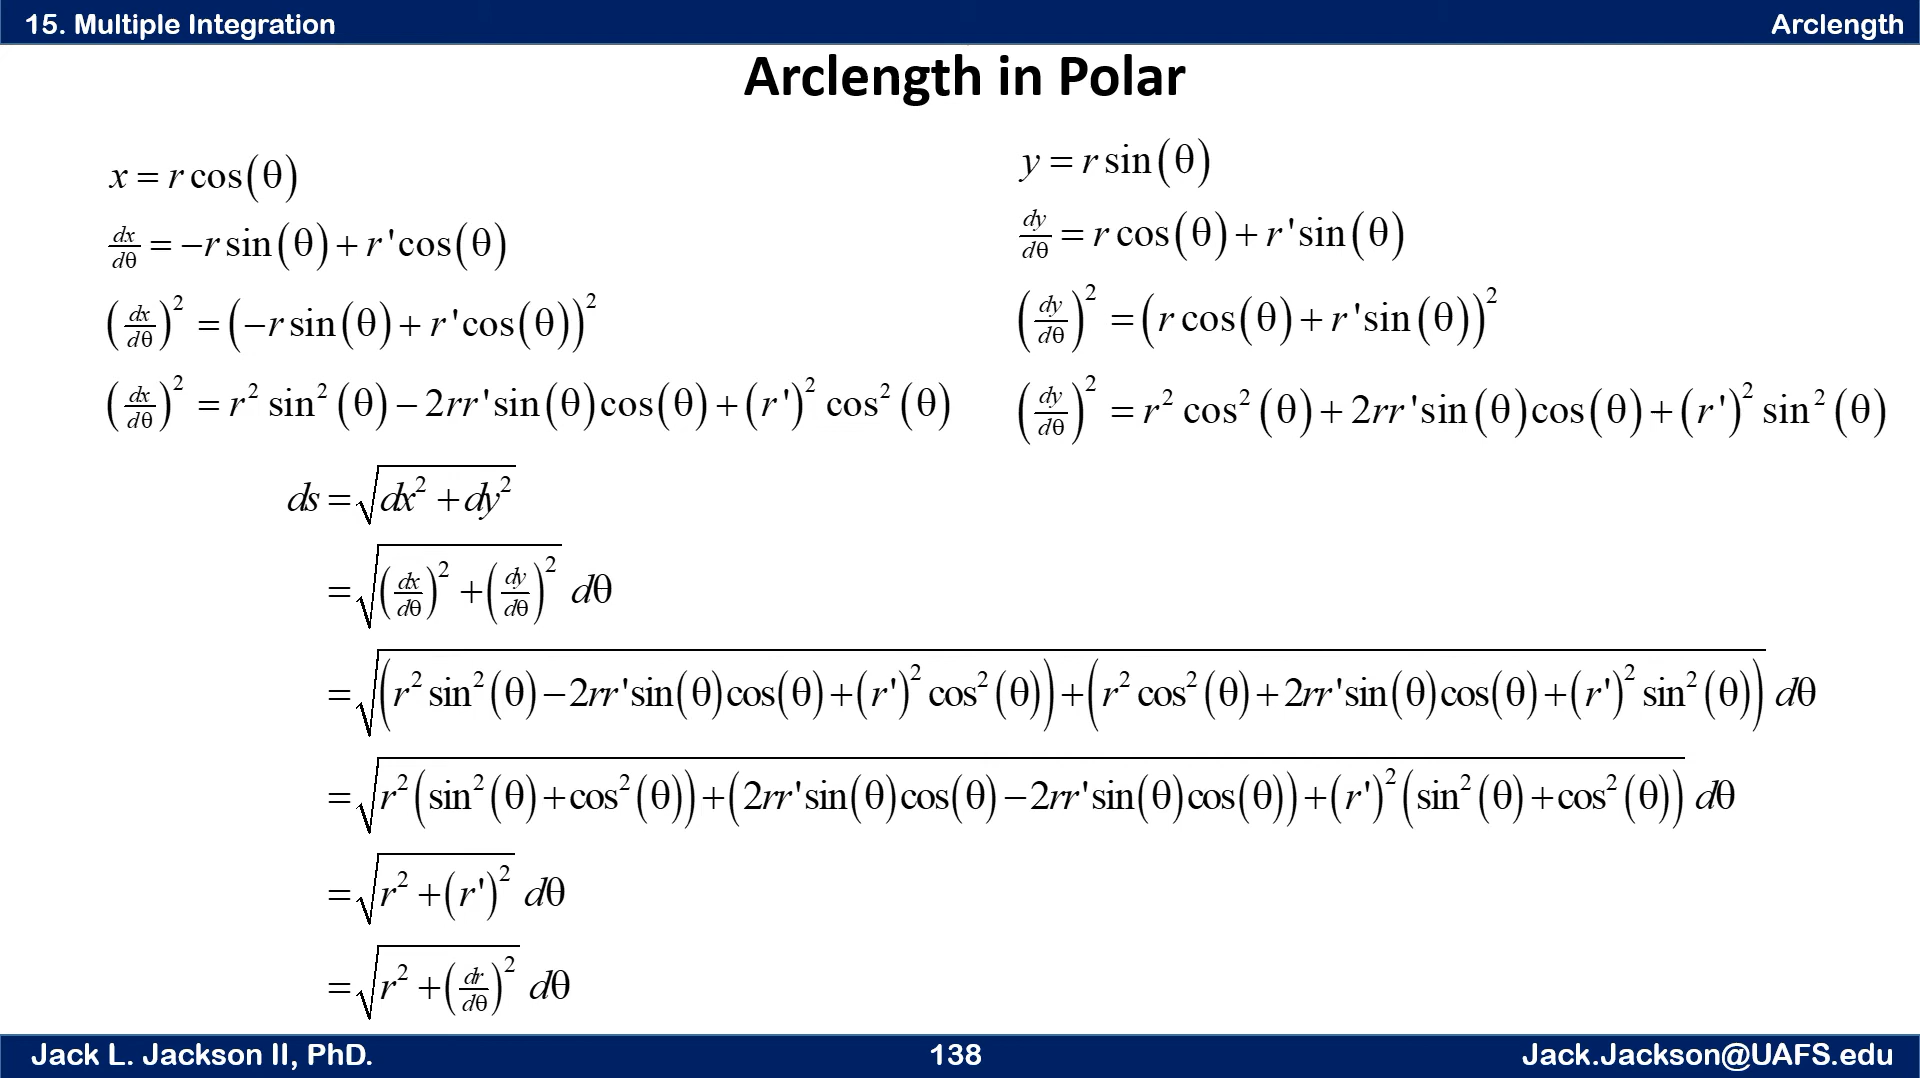 15. Multiple Integration
Arclength
Arclength in Polar
x = r cos(θ)
dx/dθ = −r sin(θ) + r'cos(θ)
(dx/dθ)² = (−r sin(θ) + r'cos(θ))²
(dx/dθ)² = r² sin²(θ) − 2rr'sin(θ)cos(θ) + (r')² cos²(θ)
y = r sin(θ)
dy/dθ = r cos(θ) + r'sin(θ)
(dy/dθ)² = (r cos(θ) + r'sin(θ))²
(dy/dθ)² = r² cos²(θ) + 2rr'sin(θ)cos(θ) + (r')² sin²(θ)
ds = √(dx² + dy²)
= √((dx/dθ)² + (dy/dθ)²) dθ
= √((r² sin²(θ) − 2rr'sin(θ)cos(θ) + (r')² cos²(θ)) + (r² cos²(θ) + 2rr'sin(θ)cos(θ) + (r')² sin²(θ))) dθ
= √(r²(sin²(θ) + cos²(θ)) + (2rr'sin(θ)cos(θ) − 2rr'sin(θ)cos(θ)) + (r')²(sin²(θ) + cos²(θ))) dθ
= √(r² + (r')²) dθ
= √(r² + (dr/dθ)²) dθ
Jack L. Jackson II, PhD.
138
Jack.Jackson@UAFS.edu